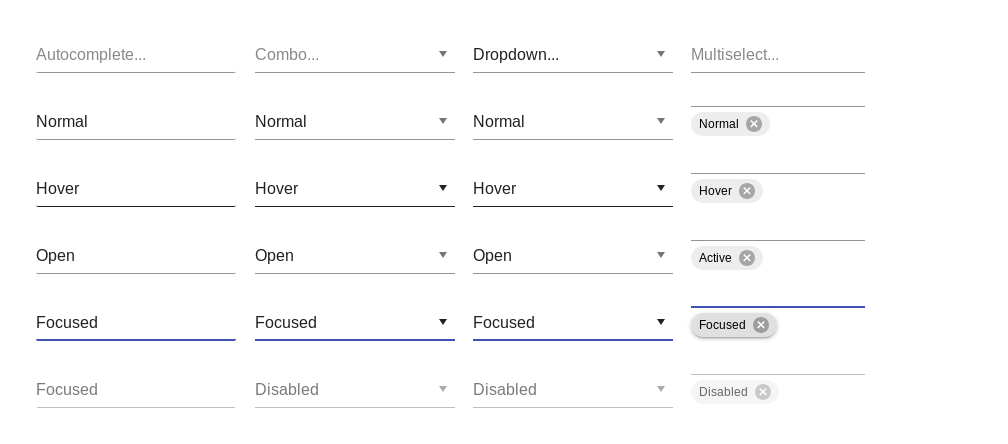 Autocomplete... Combo... Dropdown... Multiselect...
Normal Normal Normal Normal
Hover Hover Hover Hover
Open Open Open Active
Focused Focused Focused Focused
Focused Disabled Disabled Disabled